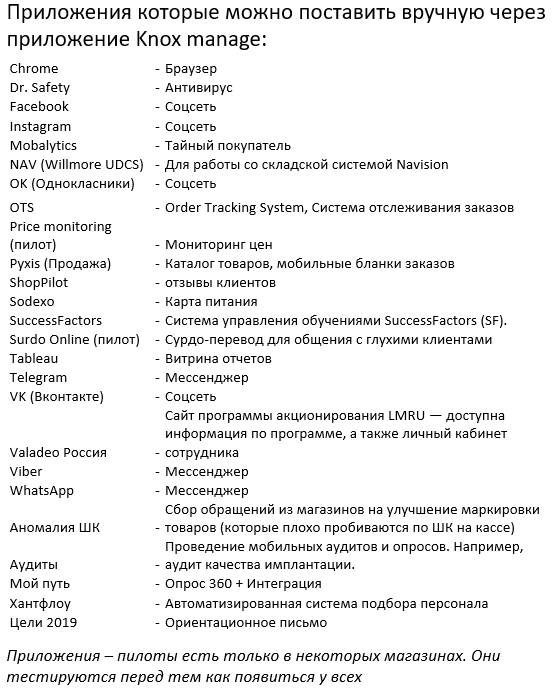 Приложения которые можно поставить вручную через
приложение Knox manage:
Chrome - Браузер
Dr. Safety - Антивирус
Facebook - Соцсеть
Instagram - Соцсеть
Mobalytics - Тайный покупатель
NAV (Willmore UDCS) - Для работы со складской системой Navision
OK (Однокласники) - Соцсеть
OTS - Order Tracking System, Система отслеживания заказов
Price monitoring
(пилот) - Мониторинг цен
Pyxis (Продажа) - Каталог товаров, мобильные бланки заказов
ShopPilot - отзывы клиентов
Sodexo - Карта питания
SuccessFactors - Система управления обучениями SuccessFactors (SF).
Surdo Online (пилот) - Сурдо-перевод для общения с глухими клиентами
Tableau - Витрина отчетов
Telegram - Мессенджер
VK (Вконтакте) - Соцсеть
Сайт программы акционирования LMRU — доступна
информация по программе, а также личный кабинет
Valadeo Россия - сотрудника
Viber - Мессенджер
WhatsApp - Мессенджер
Сбор обращений из магазинов на улучшение маркировки
Аномалия ШК - товаров (которые плохо пробиваются по ШК на кассе)
Проведение мобильных аудитов и опросов. Например,
Аудиты - аудит качества имплантации.
Мой путь - Опрос 360 + Интеграция
Хантфлоу - Автоматизированная система подбора персонала
Цели 2019 - Ориентационное письмо
Приложения – пилоты есть только в некоторых магазинах. Они
тестируются перед тем как появиться у всех